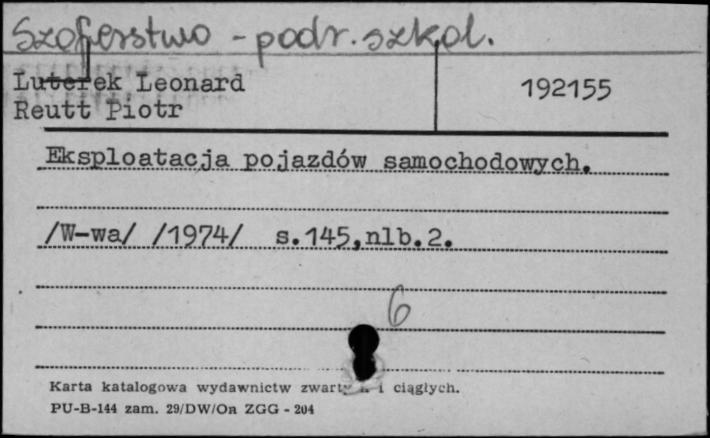 Szoferstwo - podr. szkol.
Luterek Leonard
192155
Reutt Piotr
Eksploatacja pojazdów samochodowych.
/W-wa/ /1974/ s.145,nlb.2.
6
Karta katalogowa wydawnictw i ciągłych.
PU-B-144 zam. 29/DW/On ZGG - 204